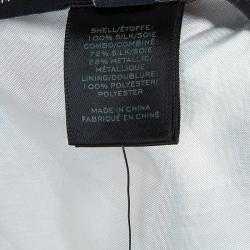 SHELL/ÉTOFFE:
100% SILK/SOIE
COMBO/COMBINÉ
72% SILK/SOIE
28% METALLIC/
MÉTALLIQUE
LINING/DOUBLURE:
100% POLYESTER/
POLYESTER
MADE IN CHINA
FABRIQUÉ EN CHINE